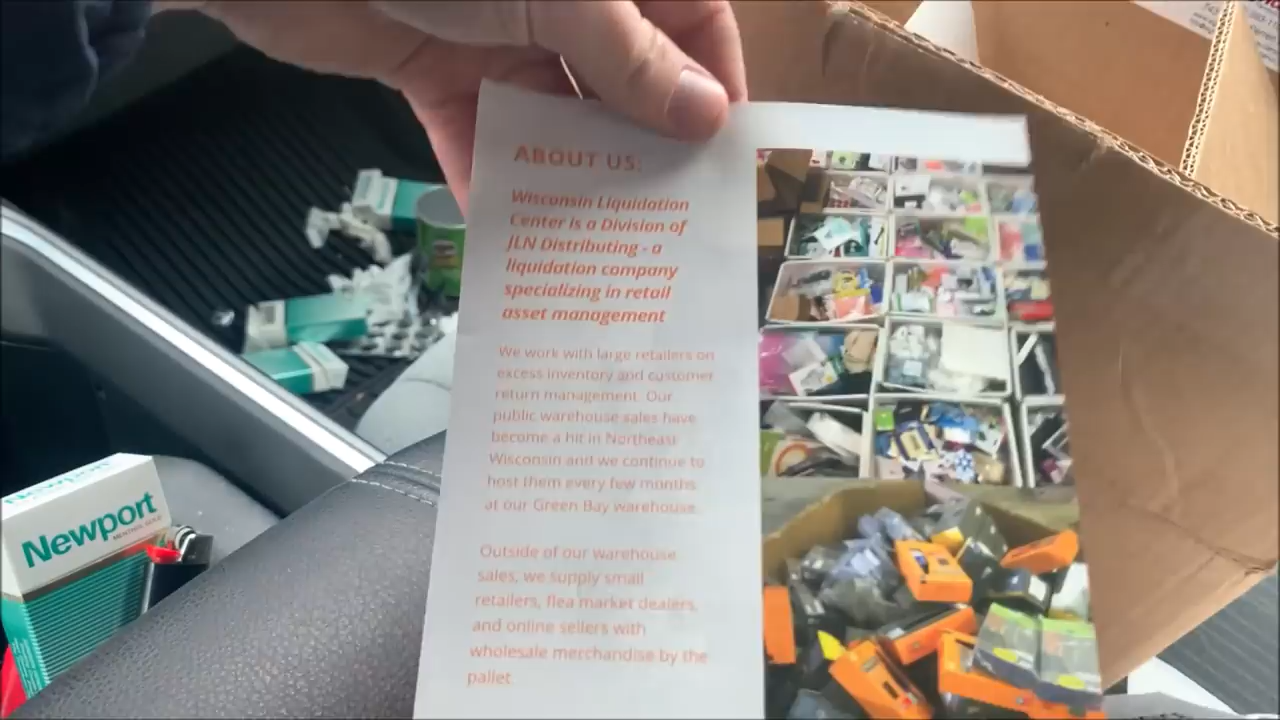 ABOUT US:
Wisconsin Liquidation
Center is a Division of
JLN Distributing - a
liquidation company
specializing in retail
asset management
We work with large retailers on
excess inventory and customer
return management. Our
public warehouse sales have
become a hit in Northeast
Wisconsin and we continue to
host them every few months
at our Green Bay warehouse.
Outside of our warehouse
sales, we supply small
retailers, flea market dealers,
and online sellers with
wholesale merchandise by the
pallet
Newport
Newport
MENTHOL GOLD